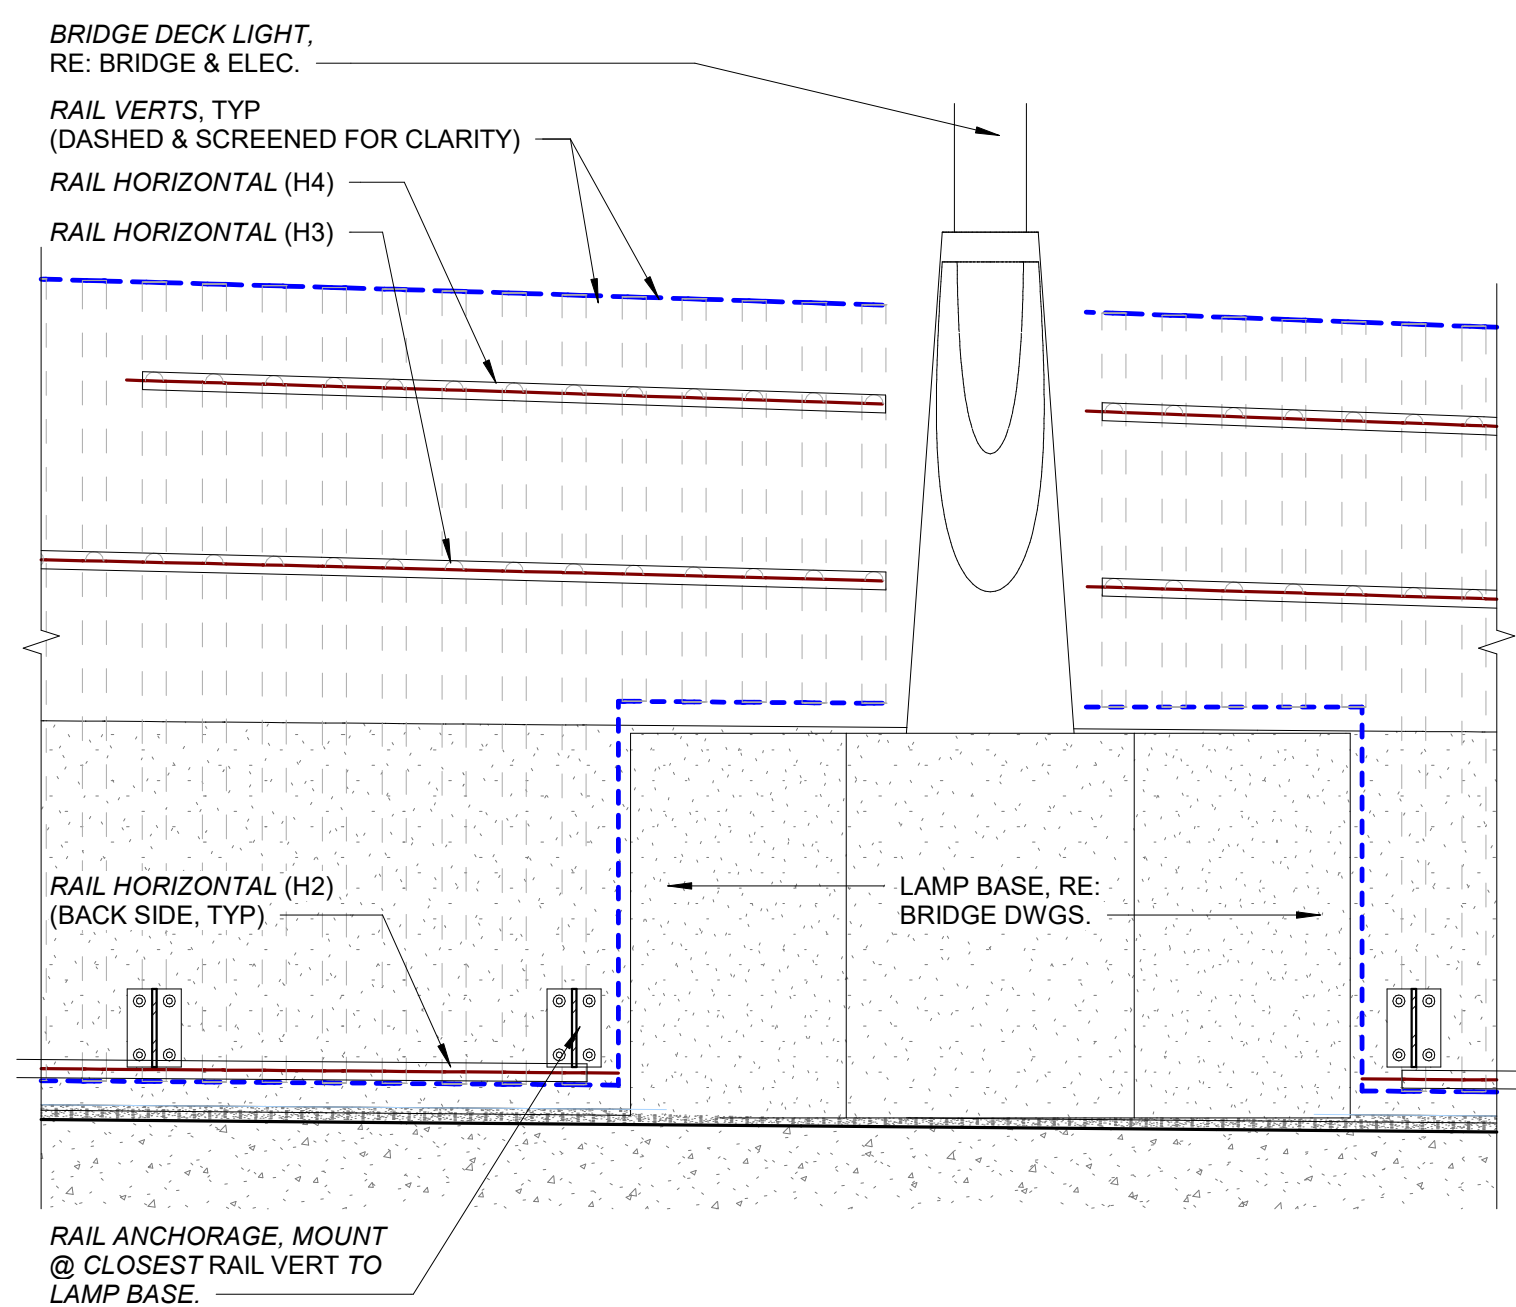 BRIDGE DECK LIGHT,
RE: BRIDGE & ELEC.
RAIL VERTS, TYP
(DASHED & SCREENED FOR CLARITY)
RAIL HORIZONTAL (H4)
RAIL HORIZONTAL (H3)
RAIL HORIZONTAL (H2)
(BACK SIDE, TYP)
LAMP BASE, RE:
BRIDGE DWGS.
RAIL ANCHORAGE, MOUNT
@ CLOSEST RAIL VERT TO
LAMP BASE.